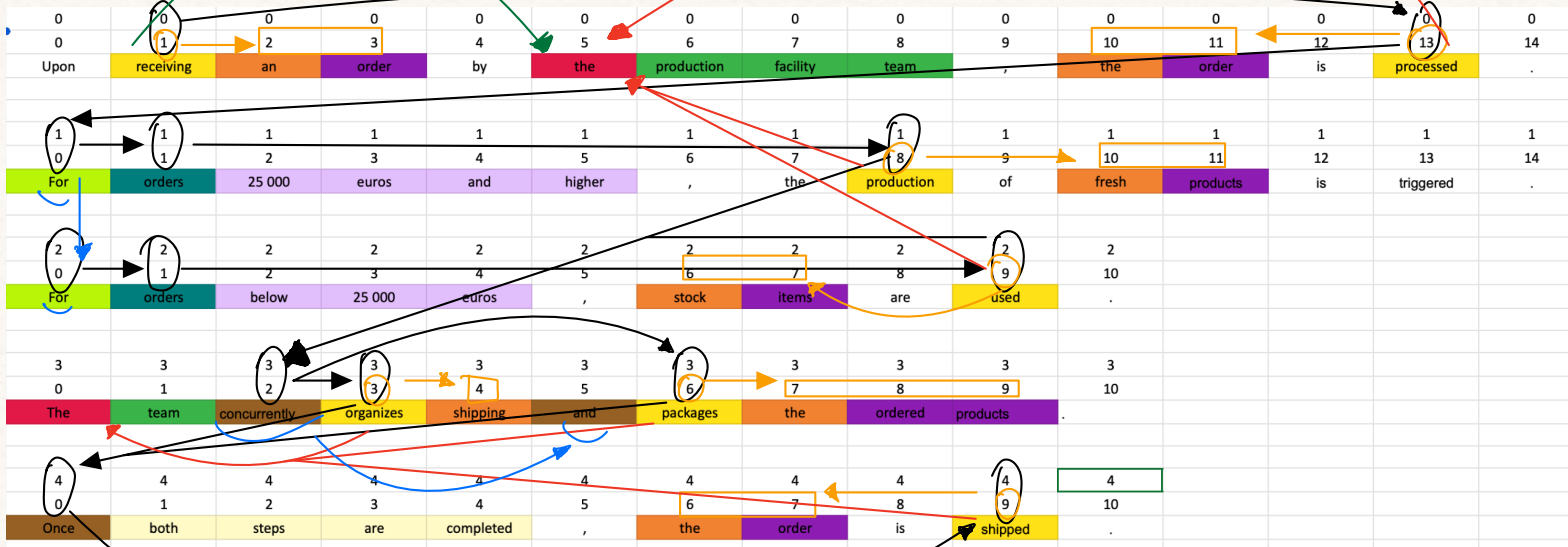 0 0 0 0 0 0 0 0 0 0 0 0 0 0 0
0 1 2 3 4 5 6 7 8 9 10 11 12 13 14
Upon receiving an order by the production facility team , the order is processed .
1 1 1 1 1 1 1 1 1 1 1 1 1 1 1
0 1 2 3 4 5 6 7 8 9 10 11 12 13 14
For orders 25 000 euros and higher , the production of fresh products is triggered .
2 2 2 2 2 2 2 2 2 2 2
0 1 2 3 4 5 6 7 8 9 10
For orders below 25 000 euros , stock items are used .
3 3 3 3 3 3 3 3 3 3 3
0 1 2 3 4 5 6 7 8 9 10
The team concurrently organizes shipping and packages the ordered products .
4 4 4 4 4 4 4 4 4 4 4
0 1 2 3 4 5 6 7 8 9 10
Once both steps are completed , the order is shipped .